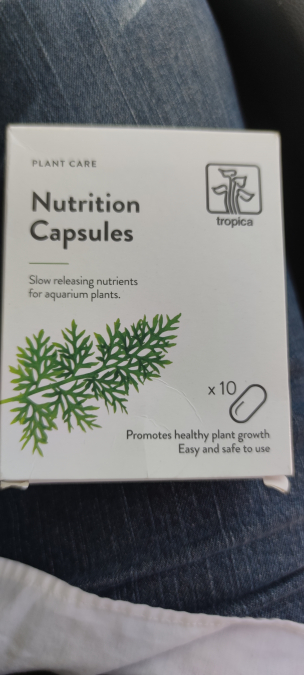 PLANT CARE
Nutrition
Capsules
tropica
Slow releasing nutrients
for aquarium plants.
x 10
Promotes healthy plant growth
Easy and safe to use